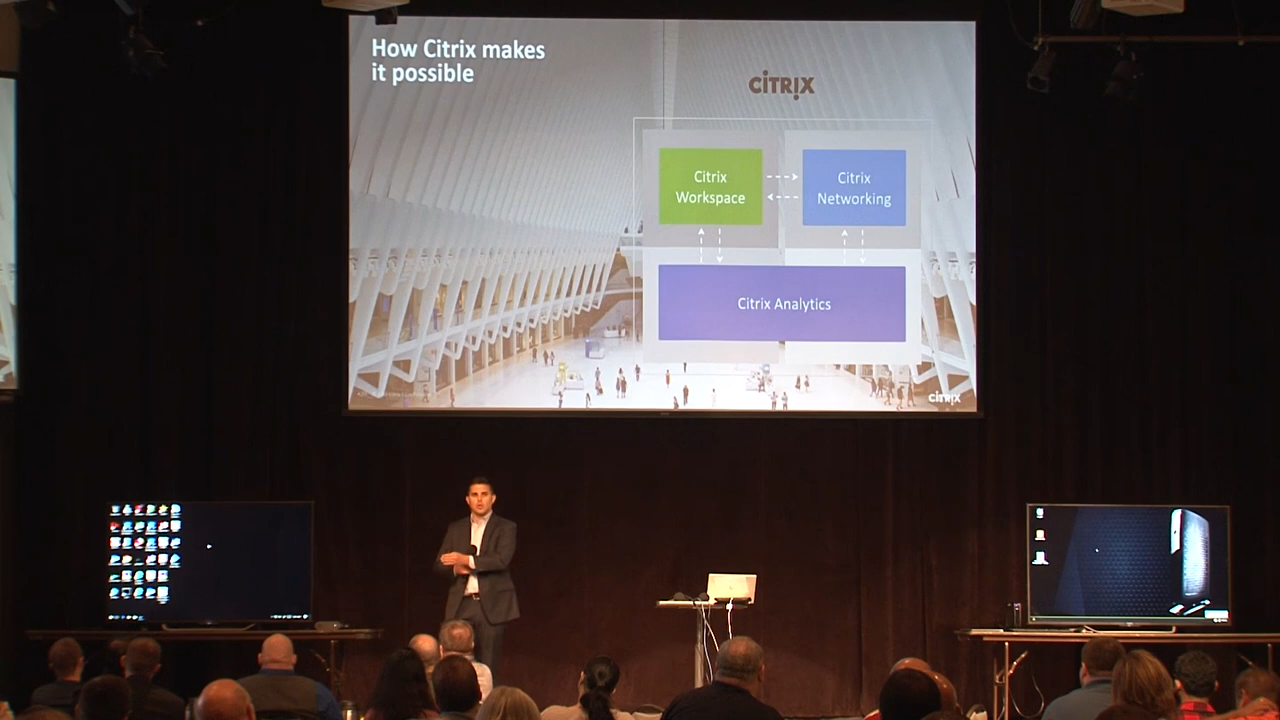 How Citrix makes
it possible
CiTRiX
Citrix
Workspace
Citrix
Networking
Citrix Analytics
CiTRiX